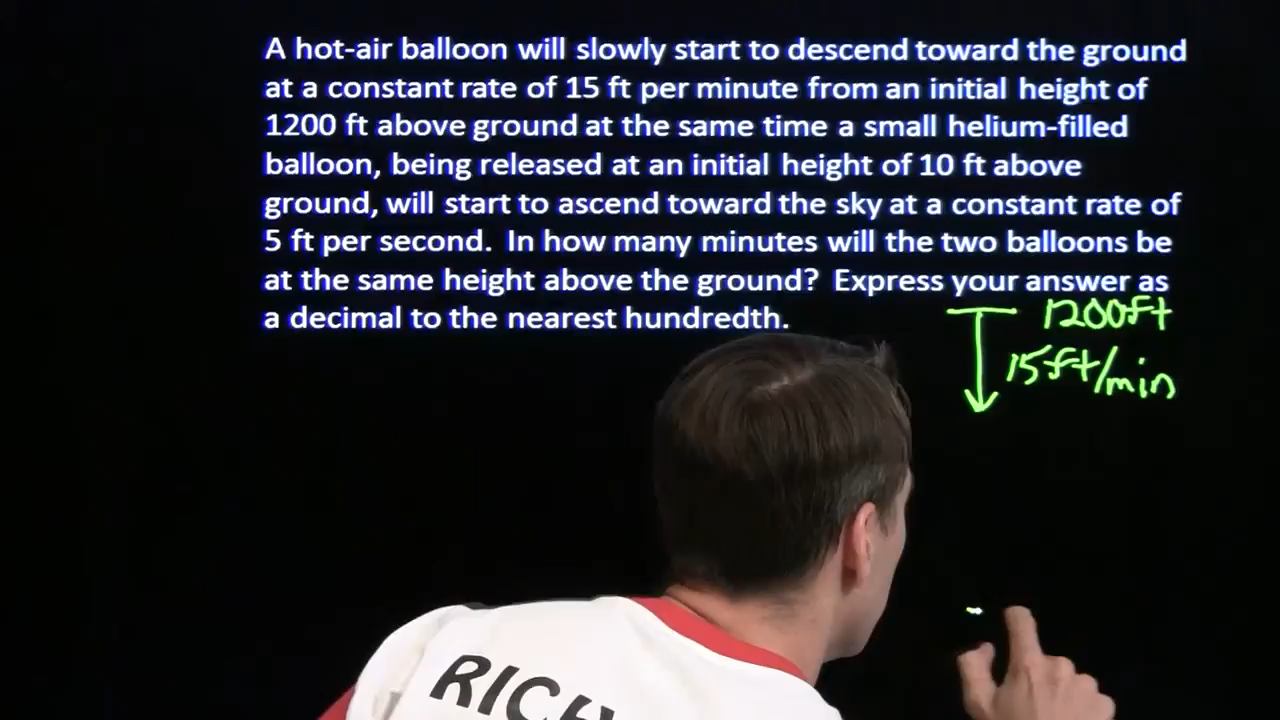 A hot-air balloon will slowly start to descend toward the ground
at a constant rate of 15 ft per minute from an initial height of
1200 ft above ground at the same time a small helium-filled
balloon, being released at an initial height of 10 ft above
ground, will start to ascend toward the sky at a constant rate of
5 ft per second.  In how many minutes will the two balloons be
at the same height above the ground?  Express your answer as
a decimal to the nearest hundredth.
1200ft
15ft/min